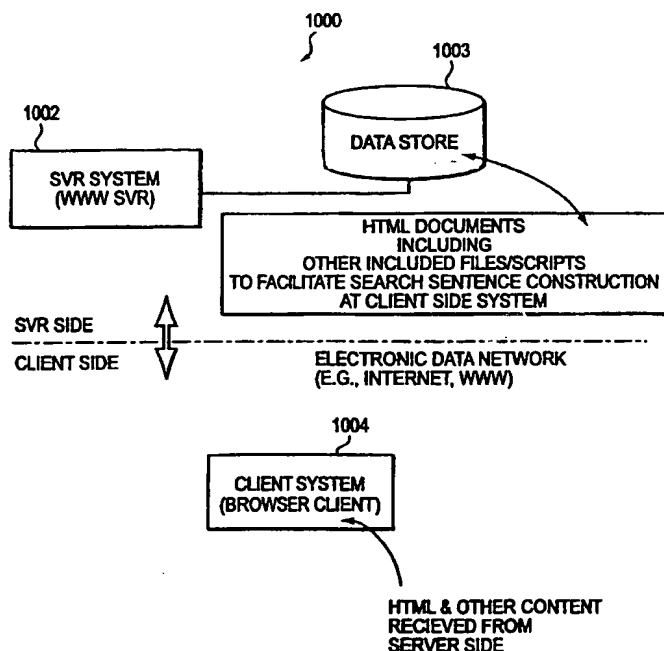 1000
1003
1002
DATA STORE
SVR SYSTEM
(WWW SVR)
HTML DOCUMENTS
INCLUDING
OTHER INCLUDED FILES/SCRIPTS
TO FACILITATE SEARCH SENTENCE CONSTRUCTION
AT CLIENT SIDE SYSTEM
SVR SIDE
CLIENT SIDE
ELECTRONIC DATA NETWORK
(E.G., INTERNET, WWW)
1004
CLIENT SYSTEM
(BROWSER CLIENT)
HTML & OTHER CONTENT
RECIEVED FROM
SERVER SIDE